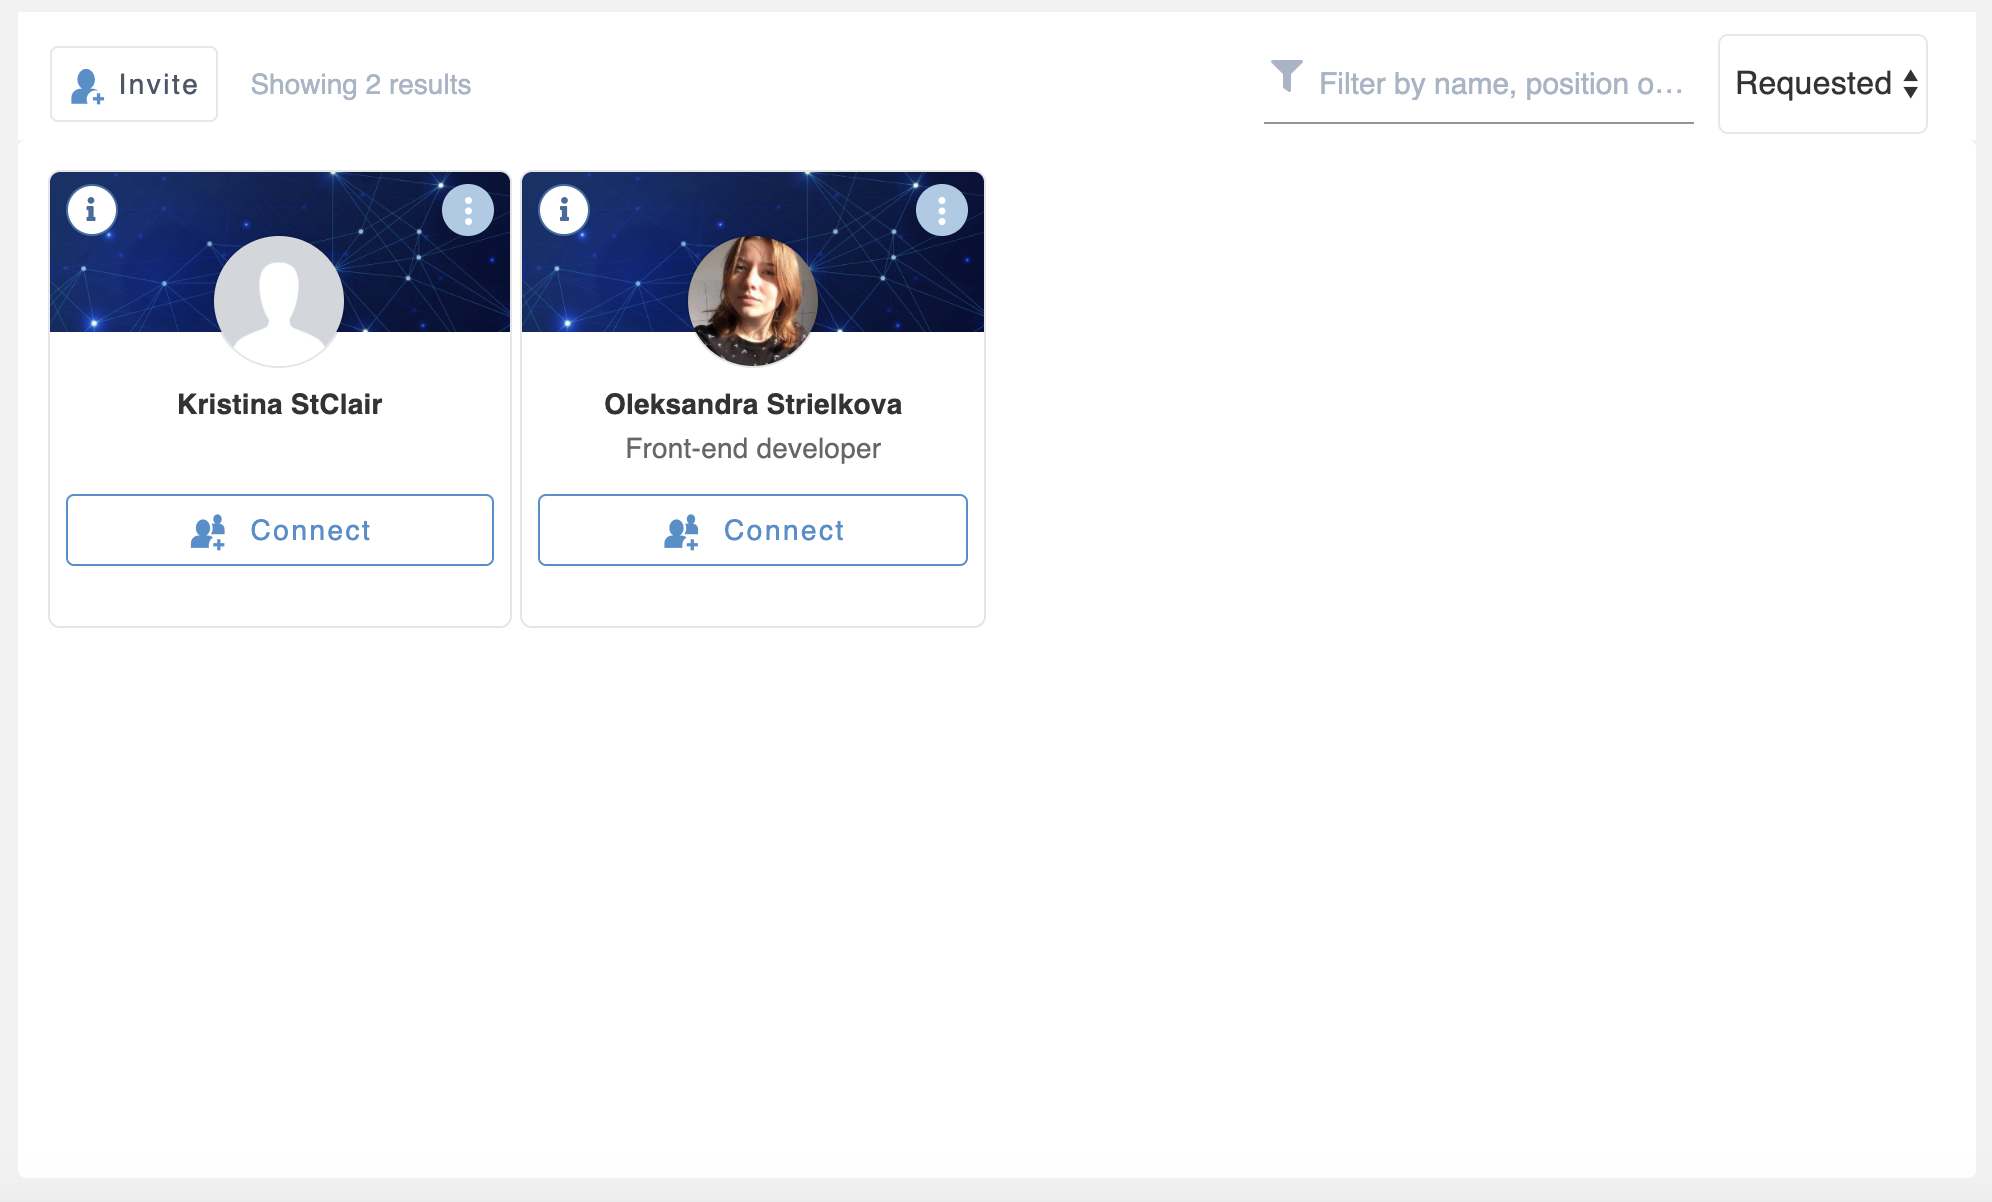 Invite
Showing 2 results
Filter by name, position o...
Requested
Kristina StClair
Connect
Oleksandra Strielkova
Front-end developer
Connect